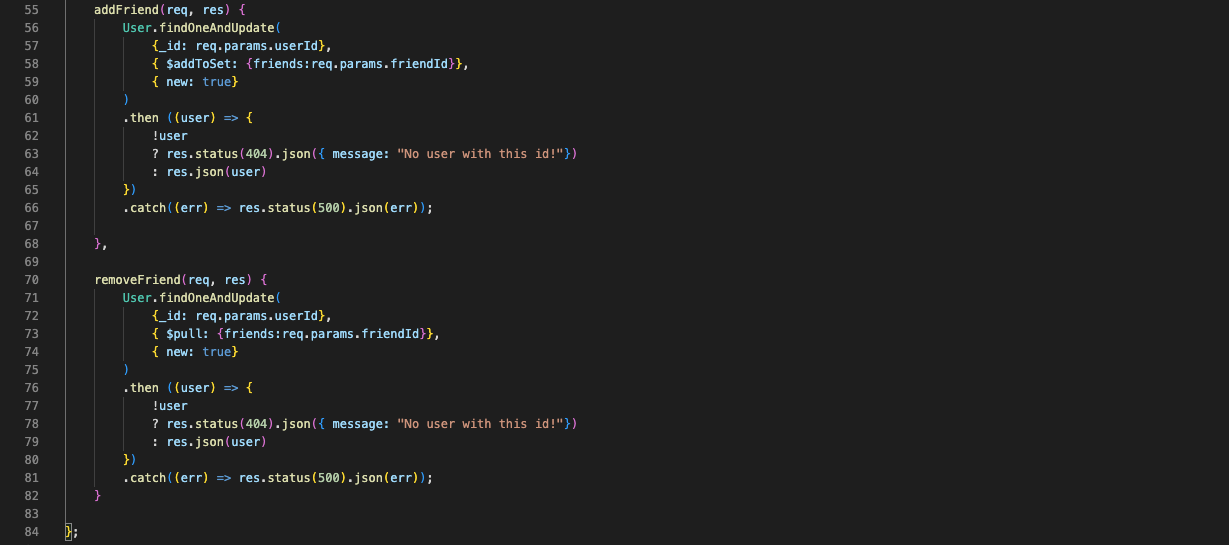 55 addFriend(req, res) {
56 User.findOneAndUpdate(
57 {_id: req.params.userId},
58 { $addToSet: {friends:req.params.friendId}},
59 { new: true}
60 )
61 .then ((user) => {
62 !user
63 ? res.status(404).json({ message: "No user with this id!"})
64 : res.json(user)
65 })
66 .catch((err) => res.status(500).json(err));
67
68 },
69
70 removeFriend(req, res) {
71 User.findOneAndUpdate(
72 {_id: req.params.userId},
73 { $pull: {friends:req.params.friendId}},
74 { new: true}
75 )
76 .then ((user) => {
77 !user
78 ? res.status(404).json({ message: "No user with this id!"})
79 : res.json(user)
80 })
81 .catch((err) => res.status(500).json(err));
82 }
83
84 };